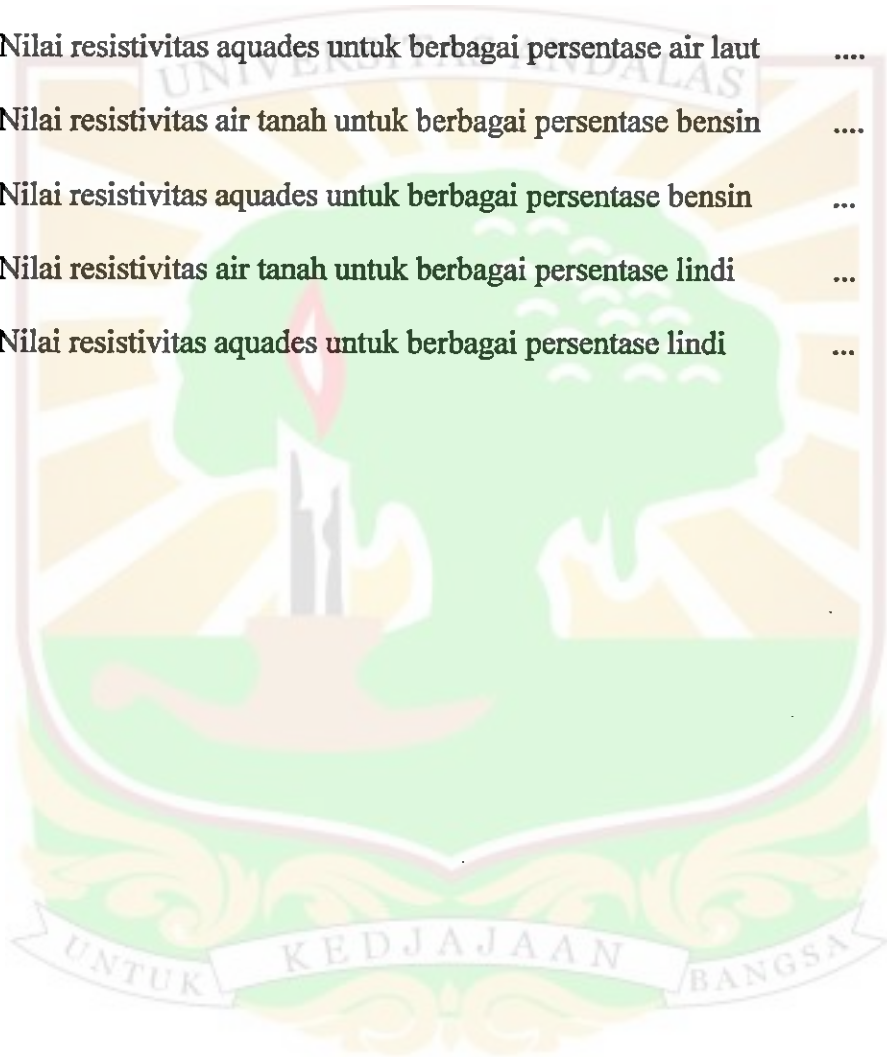 Nilai resistivitas aquades untuk berbagai persentase air laut ....
UNIVERSITAS ANDALAS
Nilai resistivitas air tanah untuk berbagai persentase bensin ....
Nilai resistivitas aquades untuk berbagai persentase bensin ...
Nilai resistivitas air tanah untuk berbagai persentase lindi ...
Nilai resistivitas aquades untuk berbagai persentase lindi ...
UNTUK KEDJAJAAN BANGSA